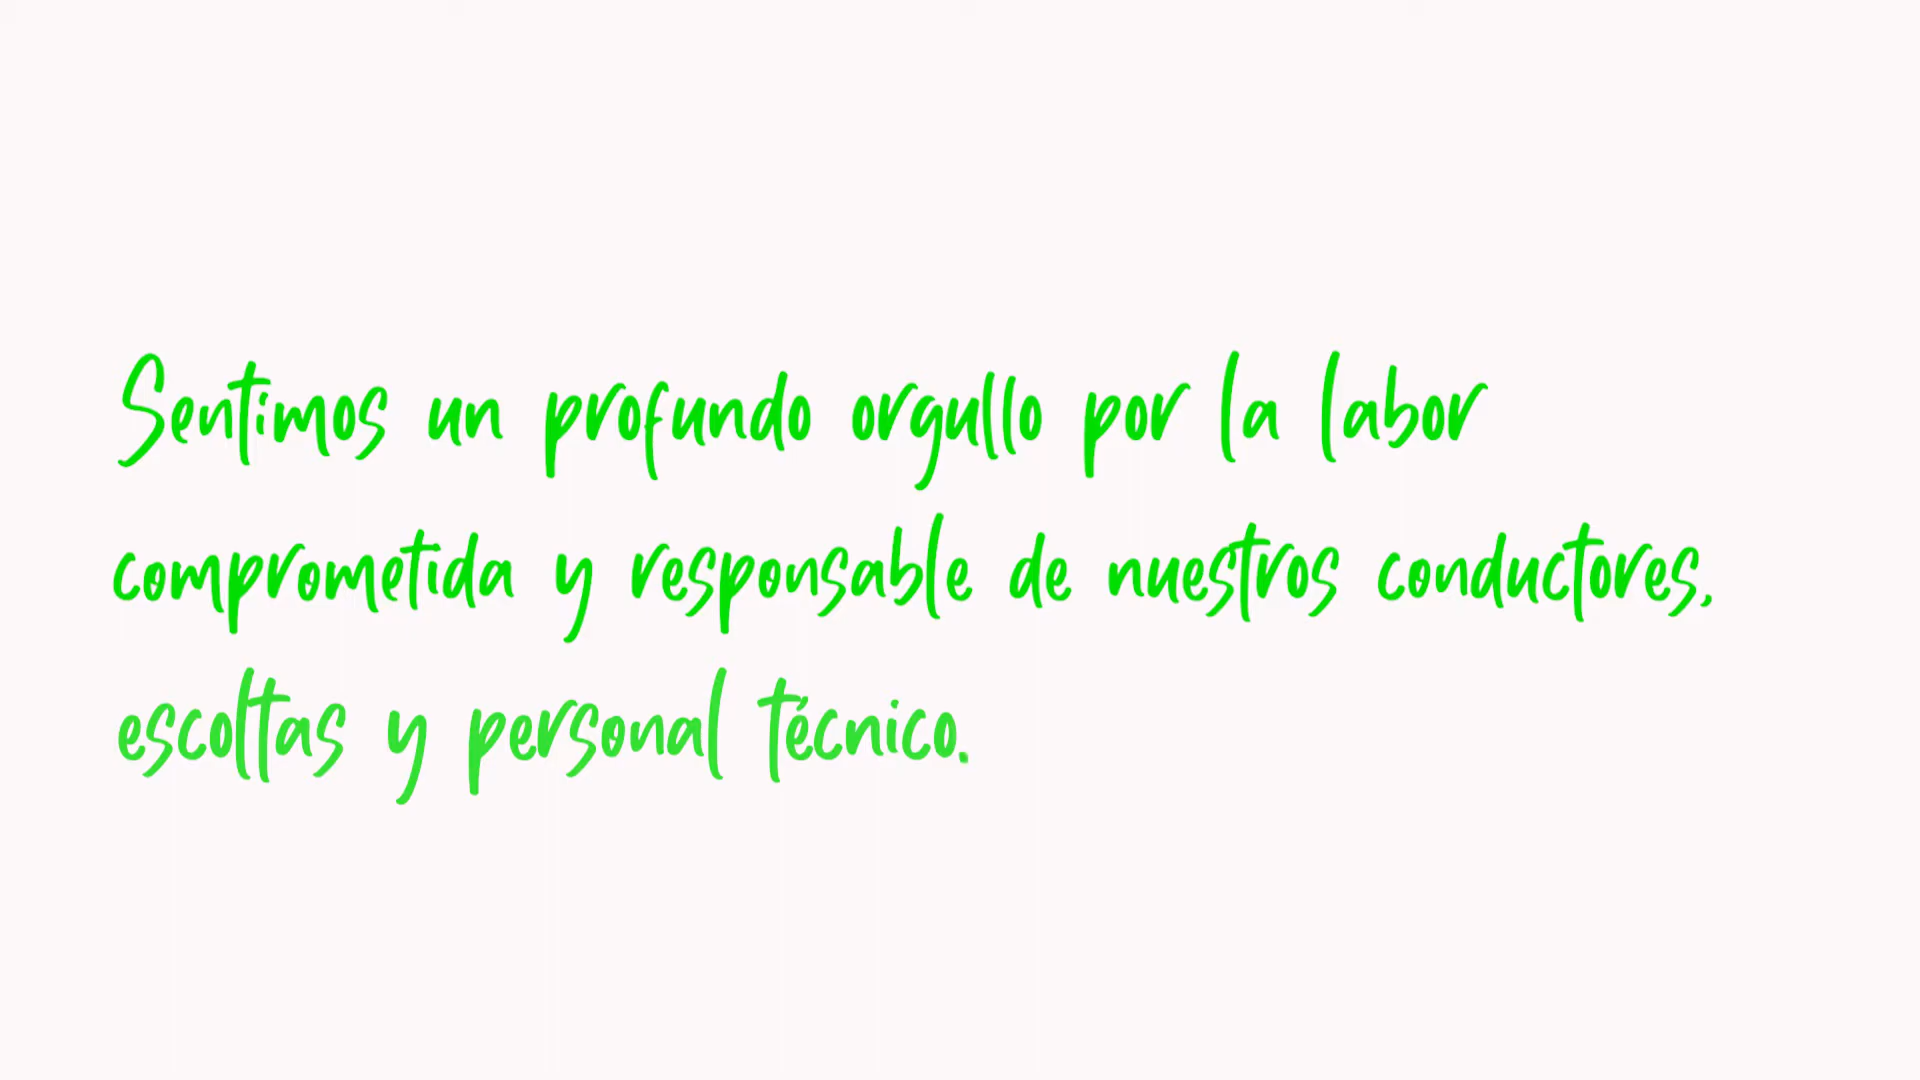 Sentimos un profundo orgullo por la labor
comprometida y responsable de nuestros conductores,
escoltas y personal técnico.